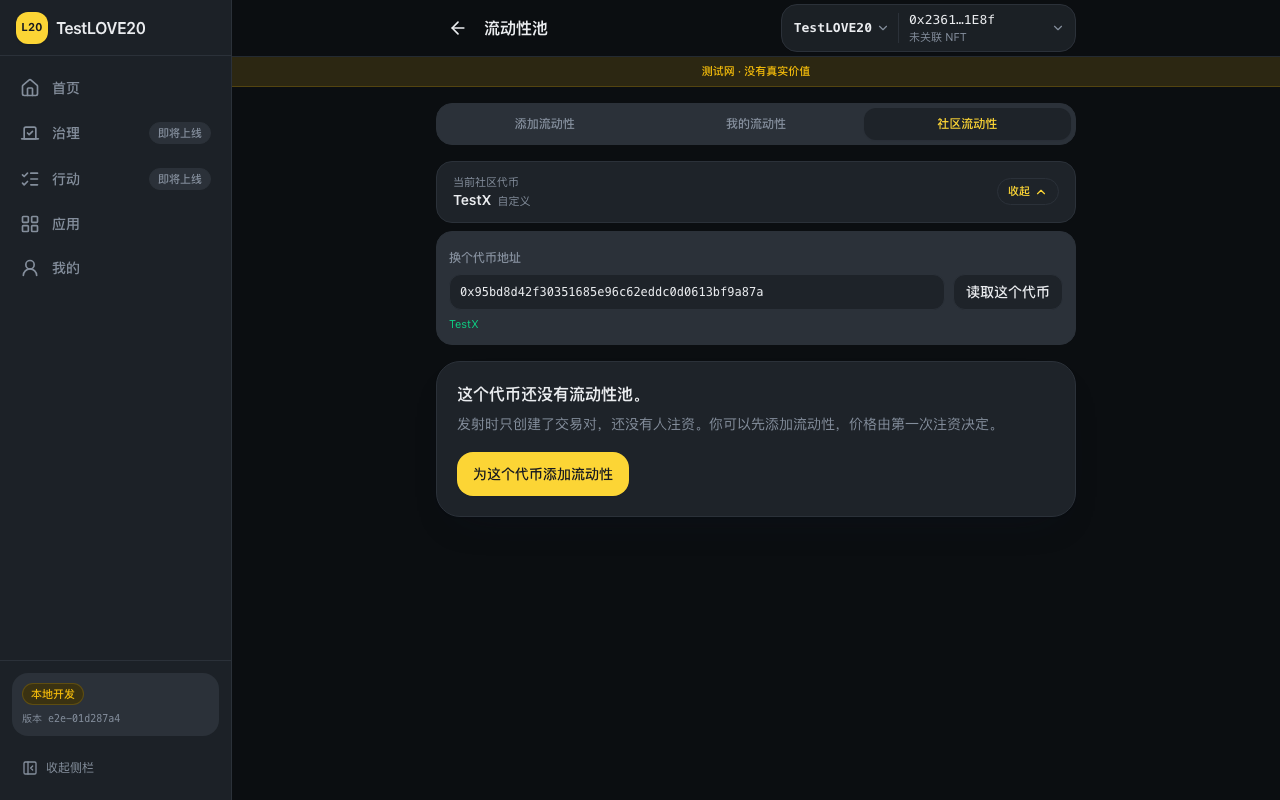 L20 TestLOVE20
首页
治理 即将上线
行动 即将上线
应用
我的
本地开发
版本 e2e-01d287a4
收起侧栏
流动性池
TestLOVE20
0x2361…1E8f
未关联 NFT
测试网 · 没有真实价值
添加流动性 我的流动性 社区流动性
当前社区代币
TestX 自定义
收起
换个代币地址
0x95bd8d42f30351685e96c62eddc0d0613bf9a87a 读取这个代币
TestX
这个代币还没有流动性池。
发射时只创建了交易对，还没有人注资。你可以先添加流动性，价格由第一次注资决定。
为这个代币添加流动性